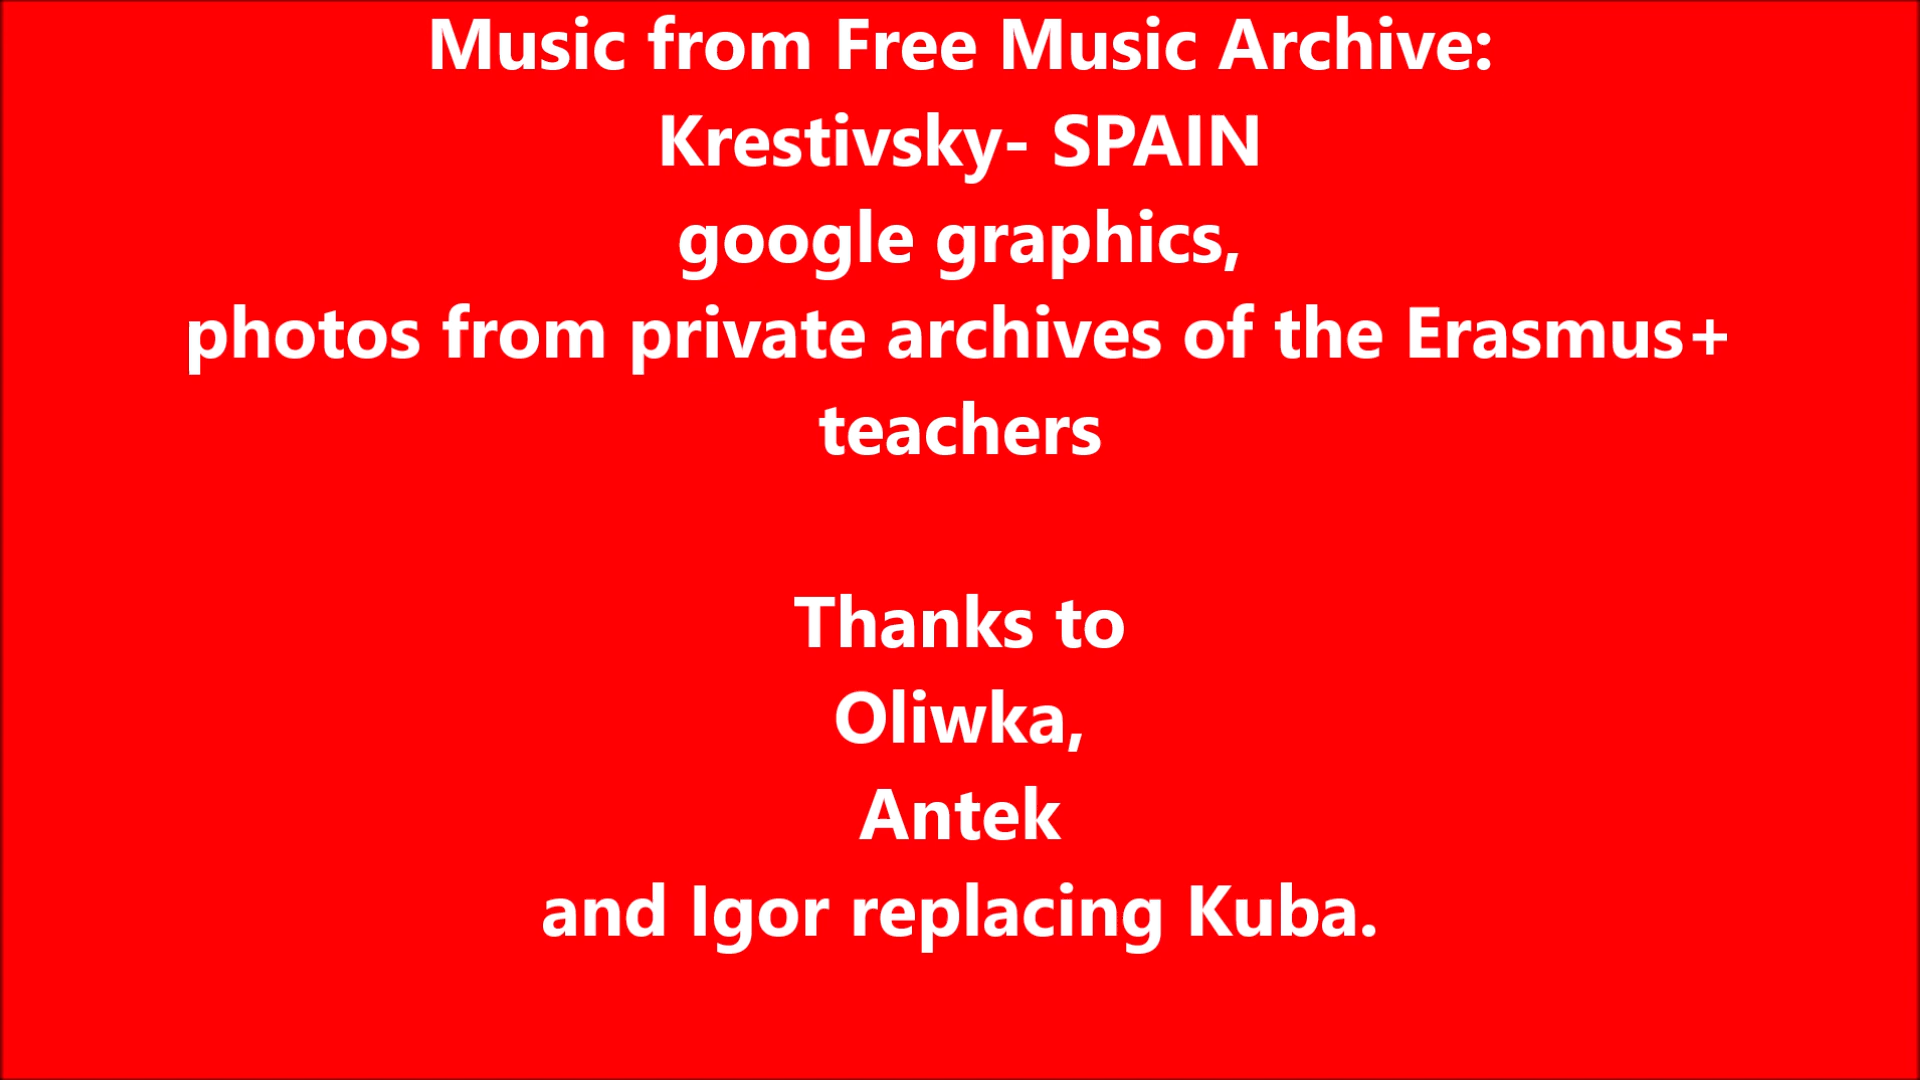 Music from Free Music Archive:
Krestivsky- SPAIN
google graphics,
photos from private archives of the Erasmus+
teachers
Thanks to
Oliwka,
Antek
and Igor replacing Kuba.